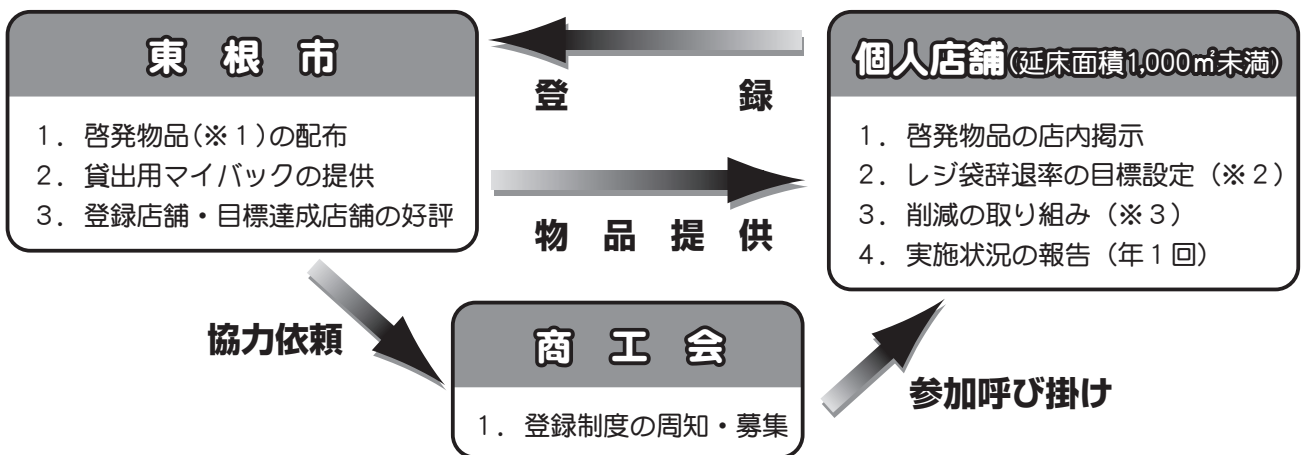 東根市
1．啓発物品(※1)の配布
2．貸出用マイバックの提供
3．登録店舗・目標達成店舗の好評
登録
物品提供
個人店舗(延床面積1,000㎡未満)
1．啓発物品の店内掲示
2．レジ袋辞退率の目標設定（※2）
3．削減の取り組み（※3）
4．実施状況の報告（年1回）
協力依頼
商工会
1．登録制度の周知・募集
参加呼び掛け